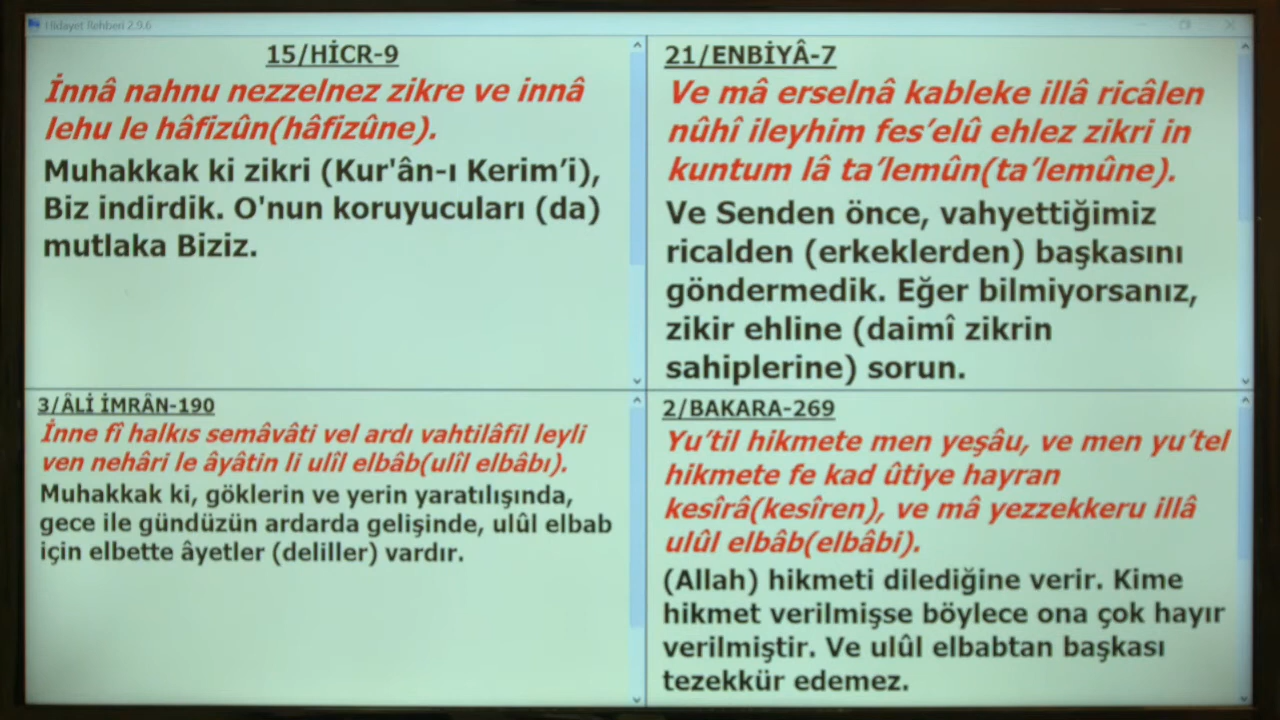 Hidayet Rehberi 2.9.6
15/HİCR-9
İnnâ nahnu nezzelnez zikre ve innâ
lehu le hâfizûn(hâfizûne).
Muhakkak ki zikri (Kur'ân-ı Kerim’i),
Biz indirdik. O'nun koruyucuları (da)
mutlaka Biziz.
21/ENBİYÂ-7
Ve mâ erselnâ kableke illâ ricâlen
nûhî ileyhim fes’elû ehlez zikri in
kuntum lâ ta’lemûn(ta’lemûne).
Ve Senden önce, vahyettiğimiz
ricalden (erkeklerden) başkasını
göndermedik. Eğer bilmiyorsanız,
zikir ehline (daimî zikrin
sahiplerine) sorun.
3/ÂLİ İMRÂN-190
İnne fî halkıs semâvâti vel ardı vahtilâfil leyli
ven nehâri le âyâtin li ulîl elbâb(ulîl elbâbı).
Muhakkak ki, göklerin ve yerin yaratılışında,
gece ile gündüzün ardarda gelişinde, ulûl elbab
için elbette âyetler (deliller) vardır.
2/BAKARA-269
Yu’til hikmete men yeşâu, ve men yu’tel
hikmete fe kad ûtiye hayran
kesîrâ(kesîren), ve mâ yezzekkeru illâ
ulûl elbâb(elbâbi).
(Allah) hikmeti dilediğine verir. Kime
hikmet verilmişse böylece ona çok hayır
verilmiştir. Ve ulûl elbabtan başkası
tezekkür edemez.